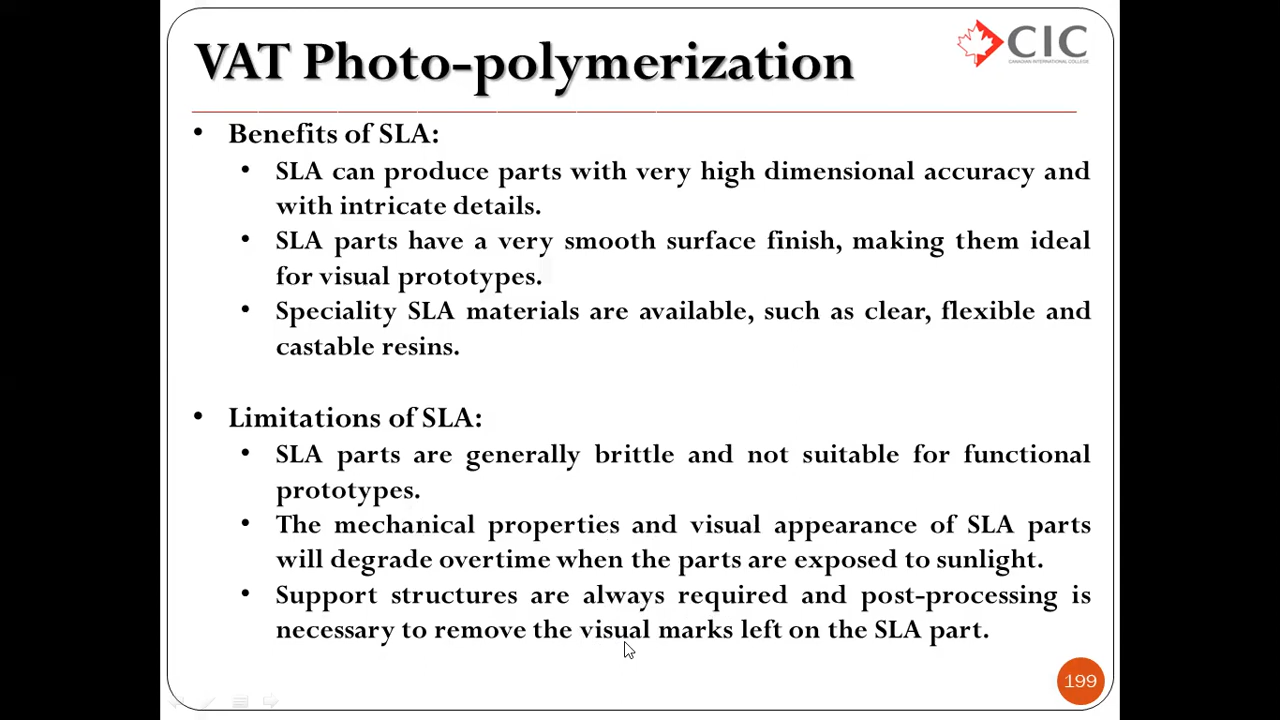 VAT Photo-polymerization
CIC
CANADIAN INTERNATIONAL COLLEGE
• Benefits of SLA:
• SLA can produce parts with very high dimensional accuracy and
with intricate details.
• SLA parts have a very smooth surface finish, making them ideal
for visual prototypes.
• Speciality SLA materials are available, such as clear, flexible and
castable resins.
• Limitations of SLA:
• SLA parts are generally brittle and not suitable for functional
prototypes.
• The mechanical properties and visual appearance of SLA parts
will degrade overtime when the parts are exposed to sunlight.
• Support structures are always required and post-processing is
necessary to remove the visual marks left on the SLA part.
199